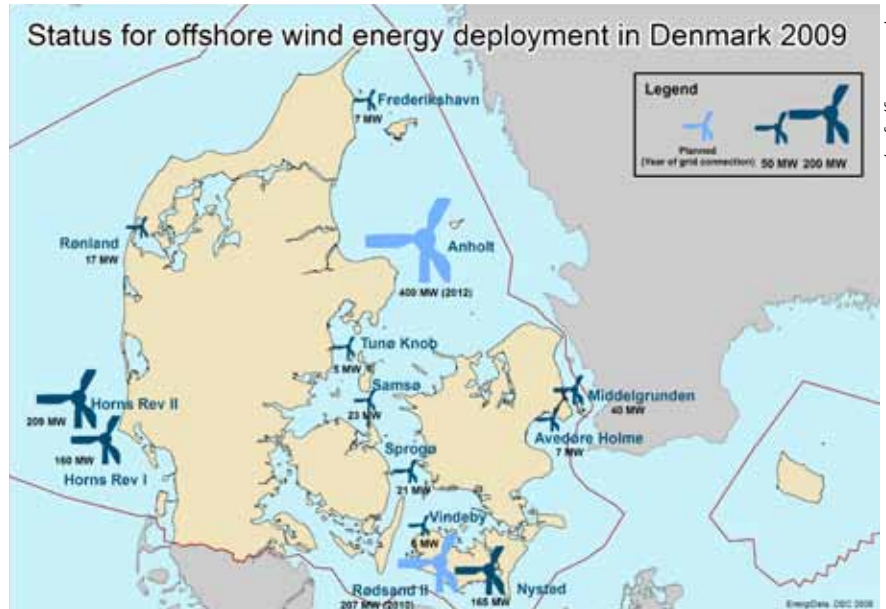 Status for offshore wind energy deployment in Denmark 2009
Legend
Planned
(Year of grid connection)
50 MW 200 MW
Frederikshavn
7 MW
Rønland
17 MW
Anholt
400 MW (2012)
Tunø Knob
5 MW
Samsø
23 MW
Horns Rev II
209 MW
160 MW
Horns Rev I
Middelgrunden
40 MW
Avedøre Holme
7 MW
Sprogø
21 MW
Vindeby
5 MW
Rødsand II
207 MW (2010)
Nysted
165 MW